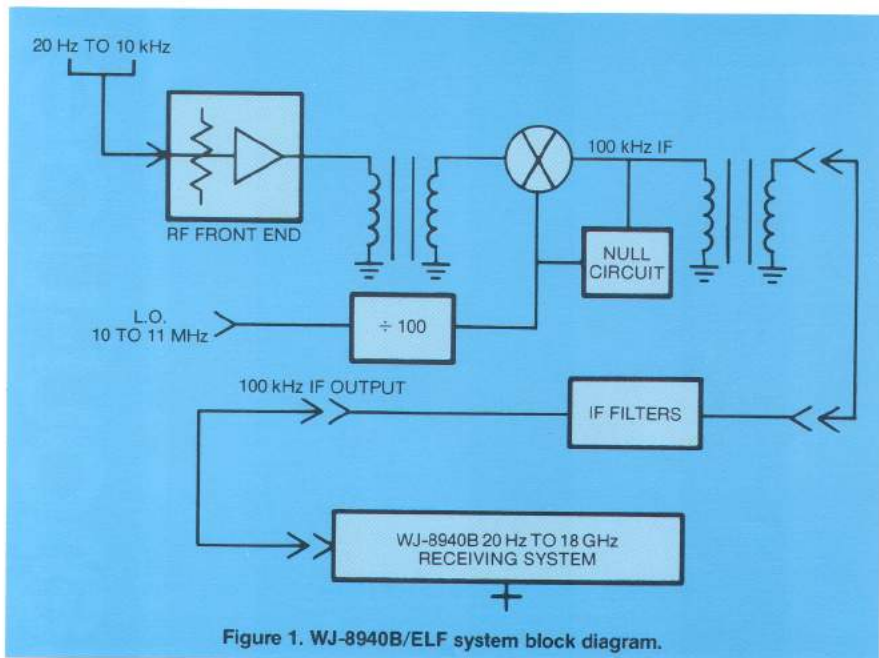 20 Hz TO 10 kHz
RF FRONT END
100 kHz IF
NULL
CIRCUIT
L.O.
10 TO 11 MHz
÷ 100
100 kHz IF OUTPUT
IF FILTERS
WJ-8940B 20 Hz TO 18 GHz
RECEIVING SYSTEM
Figure 1. WJ-8940B/ELF system block diagram.